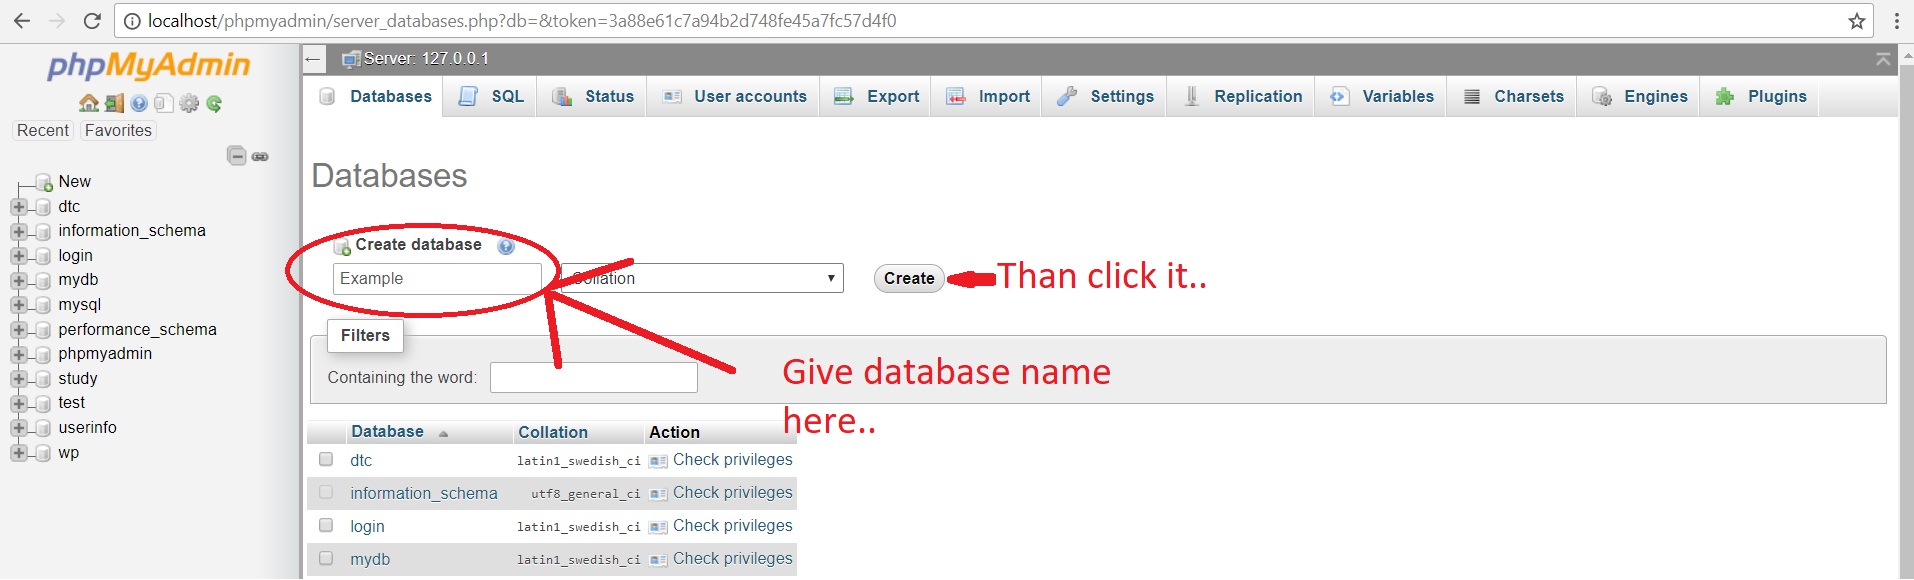 localhost/phpmyadmin/server_databases.php?db=&token=3a88e61c7a94b2d748fe45a7fc57d4f0
phpMyAdmin
Recent Favorites
New
dtc
information_schema
login
mydb
mysql
performance_schema
phpmyadmin
study
test
userinfo
wp
Server: 127.0.0.1
Databases SQL Status User accounts Export Import Settings Replication Variables Charsets Engines Plugins
Databases
Create database
Example Collation Create Than click it..
Filters
Containing the word:
Give database name
here..
Database Collation Action
dtc latin1_swedish_ci Check privileges
information_schema utf8_general_ci Check privileges
login latin1_swedish_ci Check privileges
mydb latin1_swedish_ci Check privileges